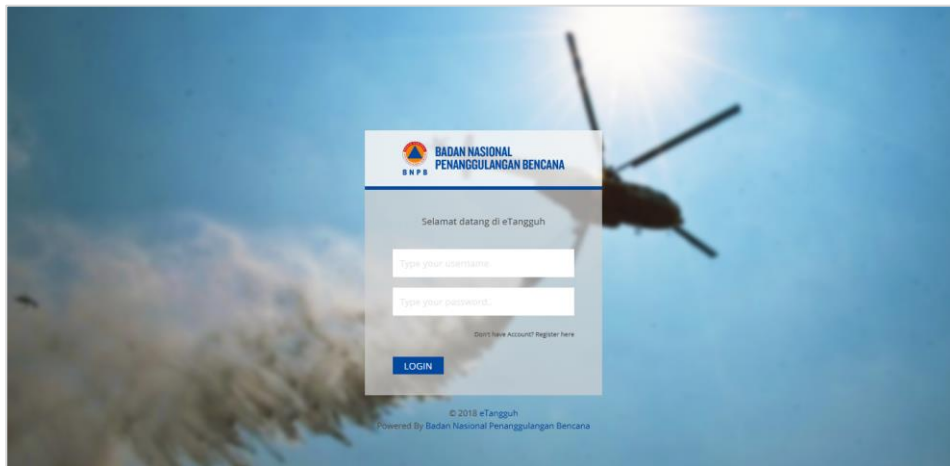 BADAN NASIONAL
PENANGGULANGAN BENCANA
BNPB
Selamat datang di eTangguh
Type your username.
Type your password.
Don't have Account? Register here
LOGIN
© 2018 eTangguh
Powered By Badan Nasional Penanggulangan Bencana